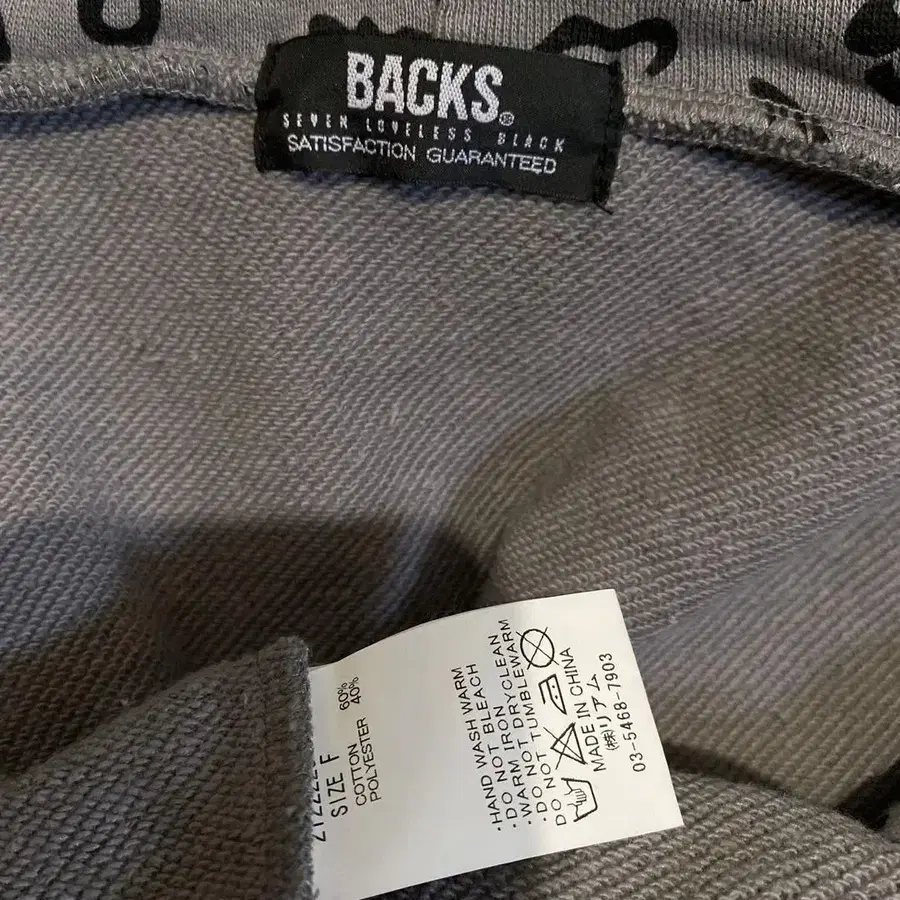 BACKS.®
SEVEN LOVELESS BLACK
SATISFACTION GUARANTEED
SIZE F
COTTON 60%
POLYESTER 40%
・HAND WASH WARM
・DO NOT BLEACH
・WARM IRON
・DO NOT DRYCLEAN
・DO NOT TUMBLEWARM
MADE IN CHINA
(株)リアム
03-5468-7903